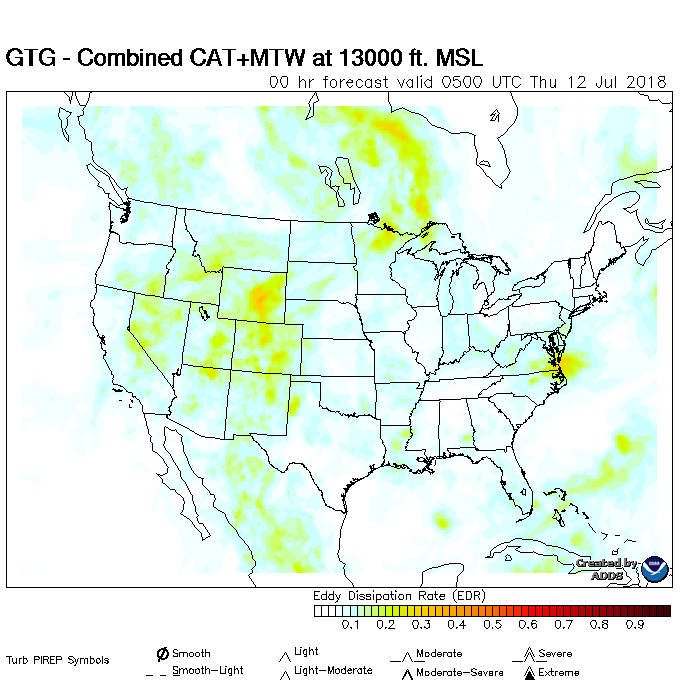 GTG - Combined CAT+MTW at 13000 ft. MSL
00 hr forecast valid 0500 UTC Thu 12 Jul 2018
Created by
ADDS
Eddy Dissipation Rate (EDR)
0.1 0.2 0.3 0.4 0.5 0.6 0.7 0.8 0.9
Turb PIREP Symbols
Smooth Light Moderate Severe
Smooth-Light Light-Moderate Moderate-Severe Extreme